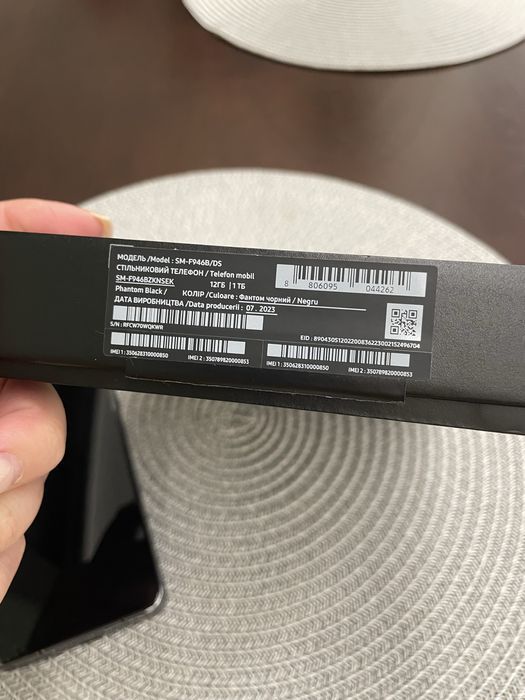 МОДЕЛЬ /Model : SM-F946B/DS
СТІЛЬНИКОВИЙ ТЕЛЕФОН / Telefon mobil
SM-F946BZKNSEK 12ГБ | 1 ТБ
Phantom Black / КОЛІР /Culoare : Фантом чорний / Negru
ДАТА ВИРОБНИЦТВА /Data producerii : 07 . 2023
8 806095 044262
S/N : RFCW70WQKWR
EID : 89043051202200836223002152496704
IMEI 1 : 350628310000850 IMEI 2 : 350789820000853
IMEI 1 : 350628310000850 IMEI 2 : 350789820000853